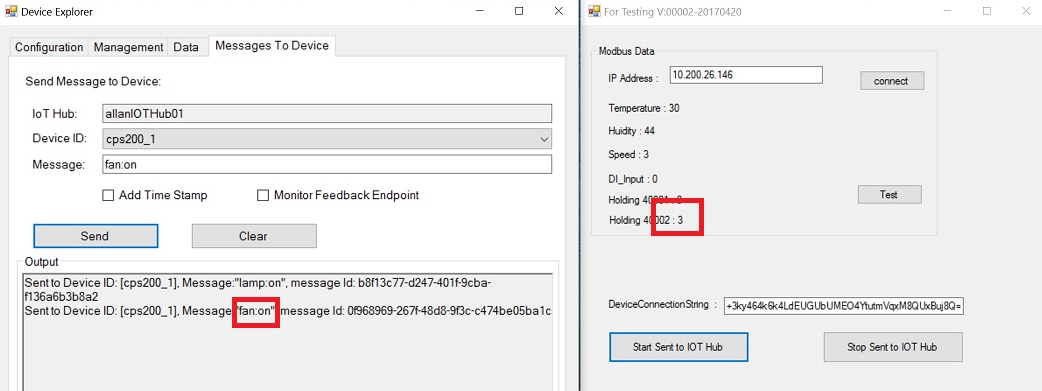 Device Explorer
Configuration Management Data Messages To Device
Send Message to Device:
IoT Hub: allanIOTHub01
Device ID: cps200_1
Message: fan:on
Add Time Stamp Monitor Feedback Endpoint
Send Clear
Output
Sent to Device ID: [cps200_1], Message:"lamp:on", message Id: b8f13c77-d247-401f-9cba-
f136a6b3b8a2
Sent to Device ID: [cps200_1], Message:"fan:on", message Id: 0f968969-267f-48d8-9f3c-c474be05ba1c
For Testing V:00002-20170420
Modbus Data
IP Address : 10.200.26.146 connect
Temperature : 30
Huidity : 44
Speed : 3
DI_Input : 0
Holding 40001 : 0 Test
Holding 40002 : 3
DeviceConnectionString : +3ky464k6k4LdEUGUbUMEO4YtutmVqxM8QUxBuj8Q=
Start Sent to IOT Hub Stop Sent to IOT Hub